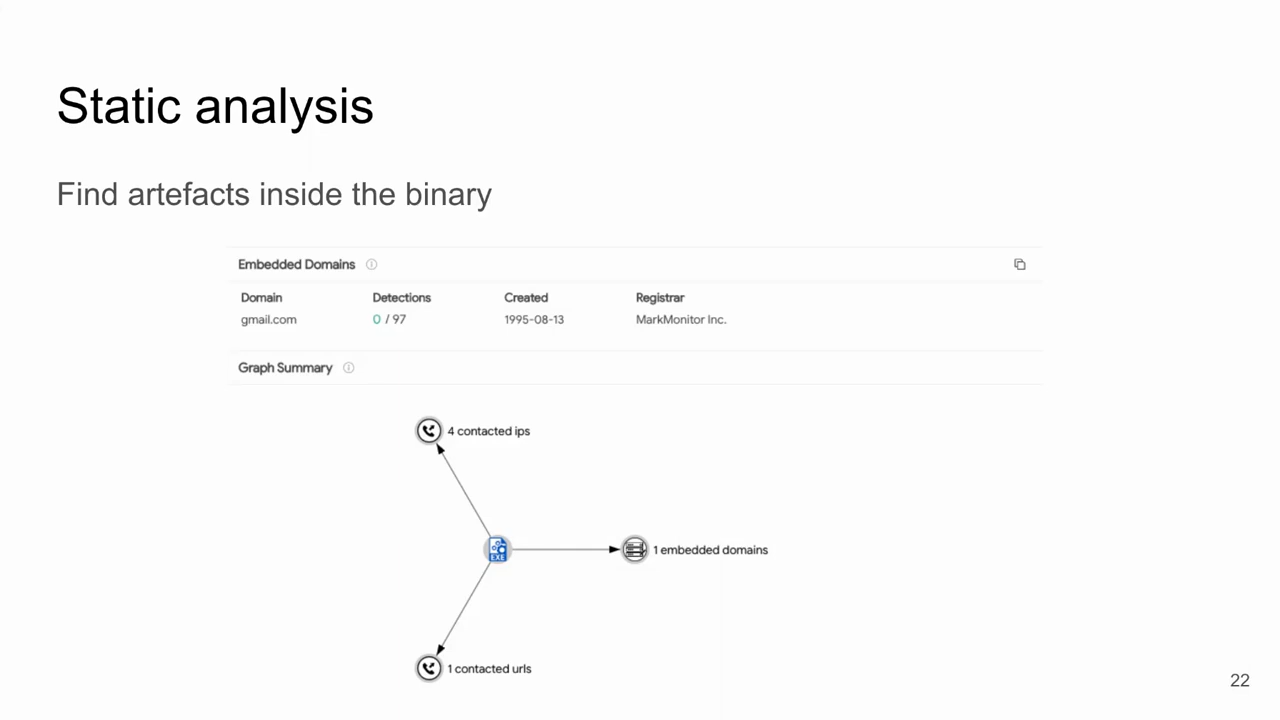 Static analysis
Find artefacts inside the binary
Embedded Domains
Domain Detections Created Registrar
gmail.com 0 / 97 1995-08-13 MarkMonitor Inc.
Graph Summary
4 contacted ips
EXE
1 embedded domains
1 contacted urls
22